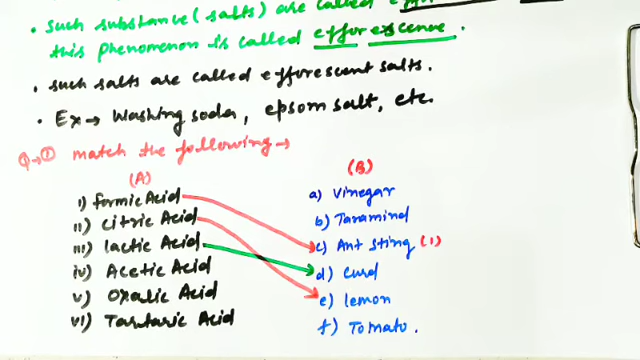 • Such substance (salts) are called
this phenomenon is called efforescence.
• such salts are called efforescent salts.
• Ex→ Washing soda, epsom salt, etc.
Q→① match the following→
(A) (B)
i) formic Acid a) Vinegar
ii) citric Acid b) Taramind
iii) lactic Acid c) Ant sting (1)
iv) Acetic Acid d) curd
v) Oxalic Acid e) lemon
vi) Tartaric Acid f) Tomato.